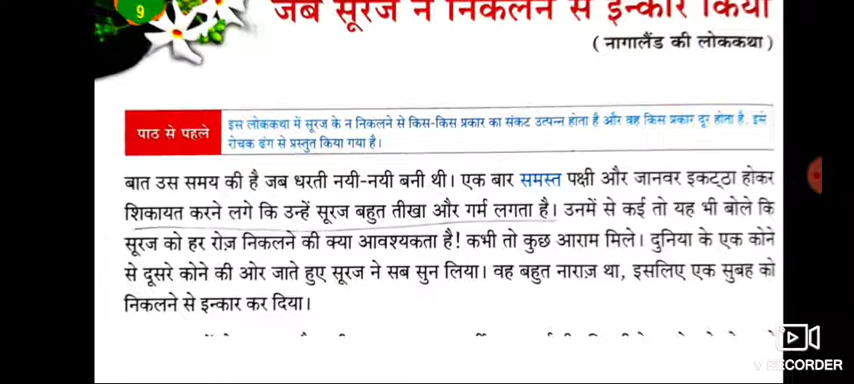 9
जब सूरज ने निकलने से इन्कार किया
(नागालैंड की लोककथा)
पाठ से पहले
इस लोककथा में सूरज के न निकलने से किस-किस प्रकार का संकट उत्पन्न होता है और वह किस प्रकार दूर होता है, इसे
रोचक ढंग से प्रस्तुत किया गया है।
बात उस समय की है जब धरती नयी-नयी बनी थी। एक बार समस्त पक्षी और जानवर इकट्ठा होकर
शिकायत करने लगे कि उन्हें सूरज बहुत तीखा और गर्म लगता है। उनमें से कई तो यह भी बोले कि
सूरज को हर रोज़ निकलने की क्या आवश्यकता है! कभी तो कुछ आराम मिले। दुनिया के एक कोने
से दूसरे कोने की ओर जाते हुए सूरज ने सब सुन लिया। वह बहुत नाराज़ था, इसलिए एक सुबह को
निकलने से इन्कार कर दिया।
V RECORDER